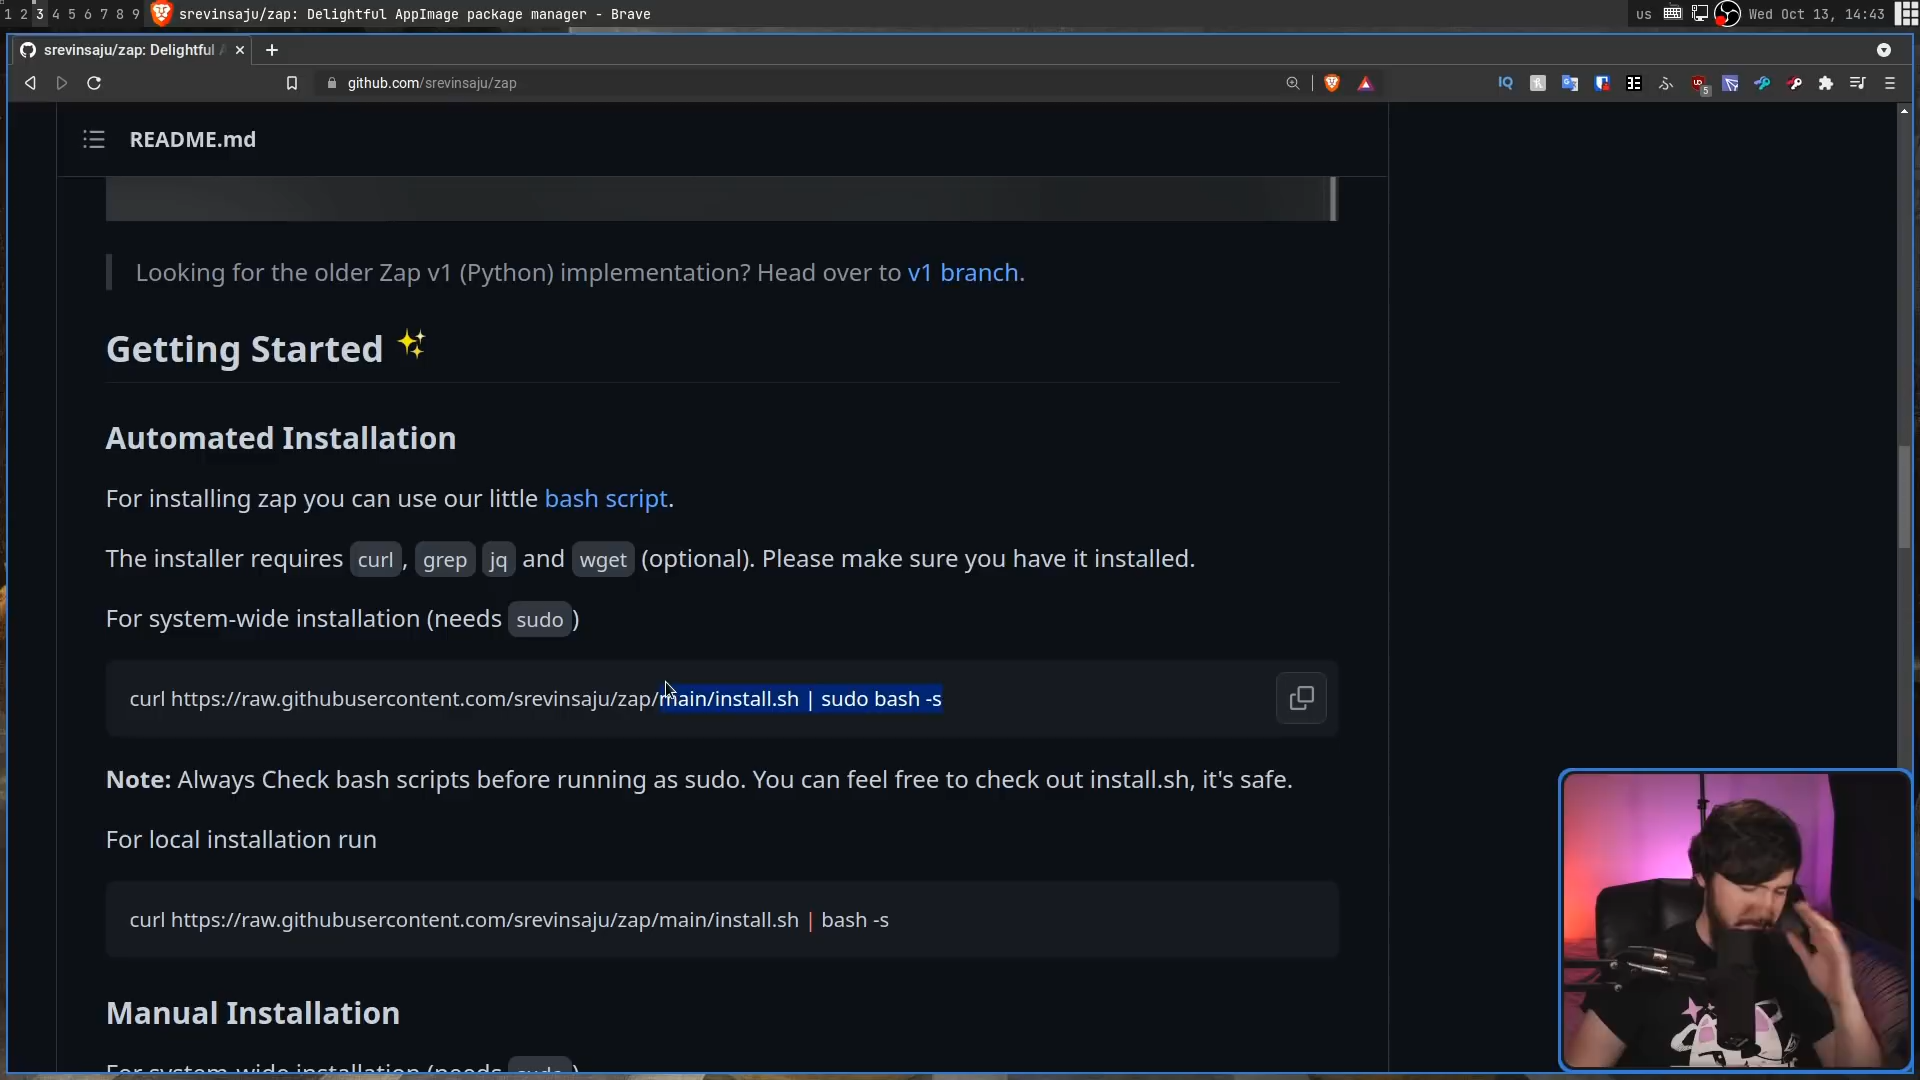 1 2 3 4 5 6 7 8 9 srevinsaju/zap: Delightful AppImage package manager - Brave us Wed Oct 13, 14:43
srevinsaju/zap: Delightful
github.com/srevinsaju/zap
README.md
Looking for the older Zap v1 (Python) implementation? Head over to v1 branch.
Getting Started ✨
Automated Installation
For installing zap you can use our little bash script.
The installer requires curl, grep jq and wget (optional). Please make sure you have it installed.
For system-wide installation (needs sudo)
curl https://raw.githubusercontent.com/srevinsaju/zap/main/install.sh | sudo bash -s
Note: Always Check bash scripts before running as sudo. You can feel free to check out install.sh, it's safe.
For local installation run
curl https://raw.githubusercontent.com/srevinsaju/zap/main/install.sh | bash -s
Manual Installation
For system-wide installation (needs sudo)